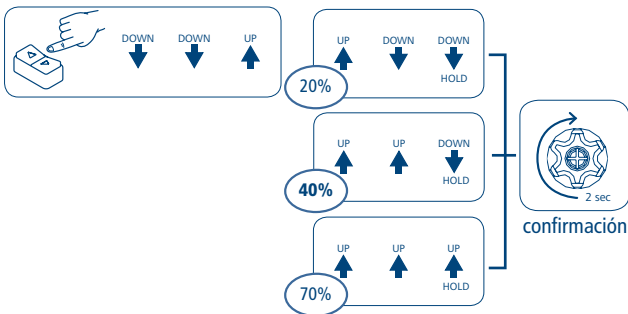 DOWN DOWN UP
UP DOWN DOWN
HOLD
20%
UP UP DOWN
HOLD
40%
UP UP UP
HOLD
70%
2 sec
confirmación